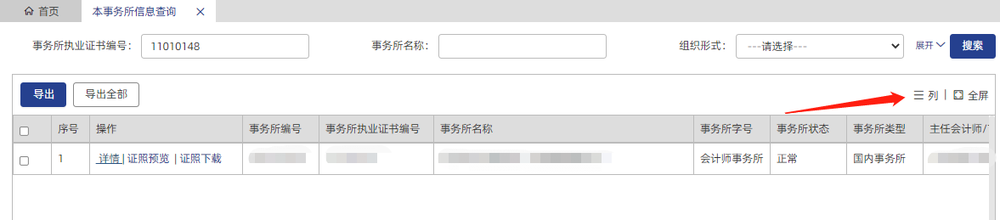 首页 本事务所信息查询 ×
事务所执业证书编号： 11010148 事务所名称： 组织形式： ---请选择--- 展开 搜索
导出 导出全部 列 | 全屏
序号 操作 事务所编号 事务所执业证书编号 事务所名称 事务所字号 事务所状态 事务所类型 主任会计师/
1 详情 | 证照预览 | 证照下载 会计师事务所 正常 国内事务所